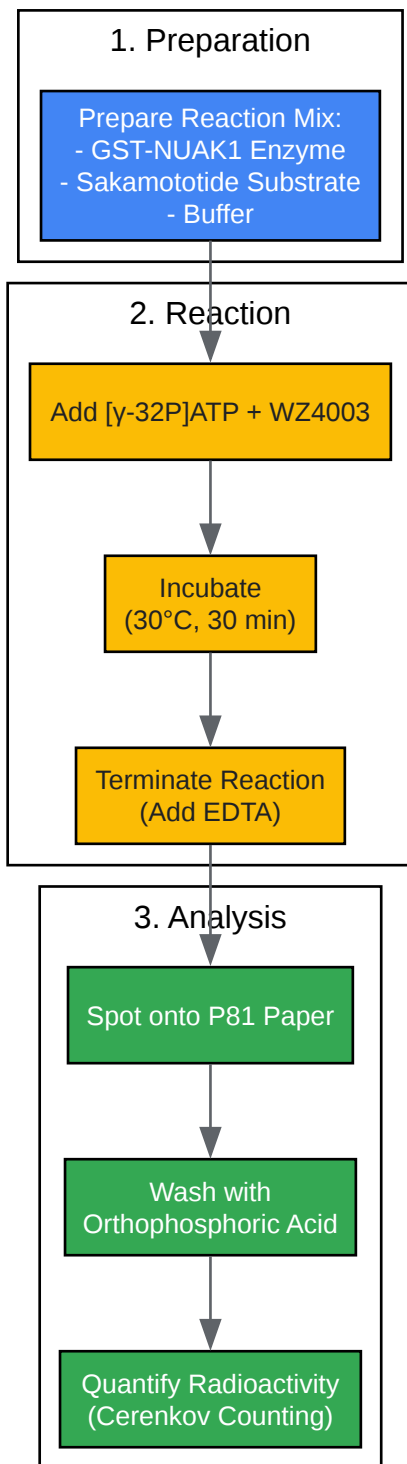 1. Preparation
Prepare Reaction Mix:
- GST-NUAK1 Enzyme
- Sakamototide Substrate
- Buffer
2. Reaction
Add [γ-32P]ATP + WZ4003
Incubate
(30°C, 30 min)
Terminate Reaction
(Add EDTA)
3. Analysis
Spot onto P81 Paper
Wash with
Orthophosphoric Acid
Quantify Radioactivity
(Cerenkov Counting)